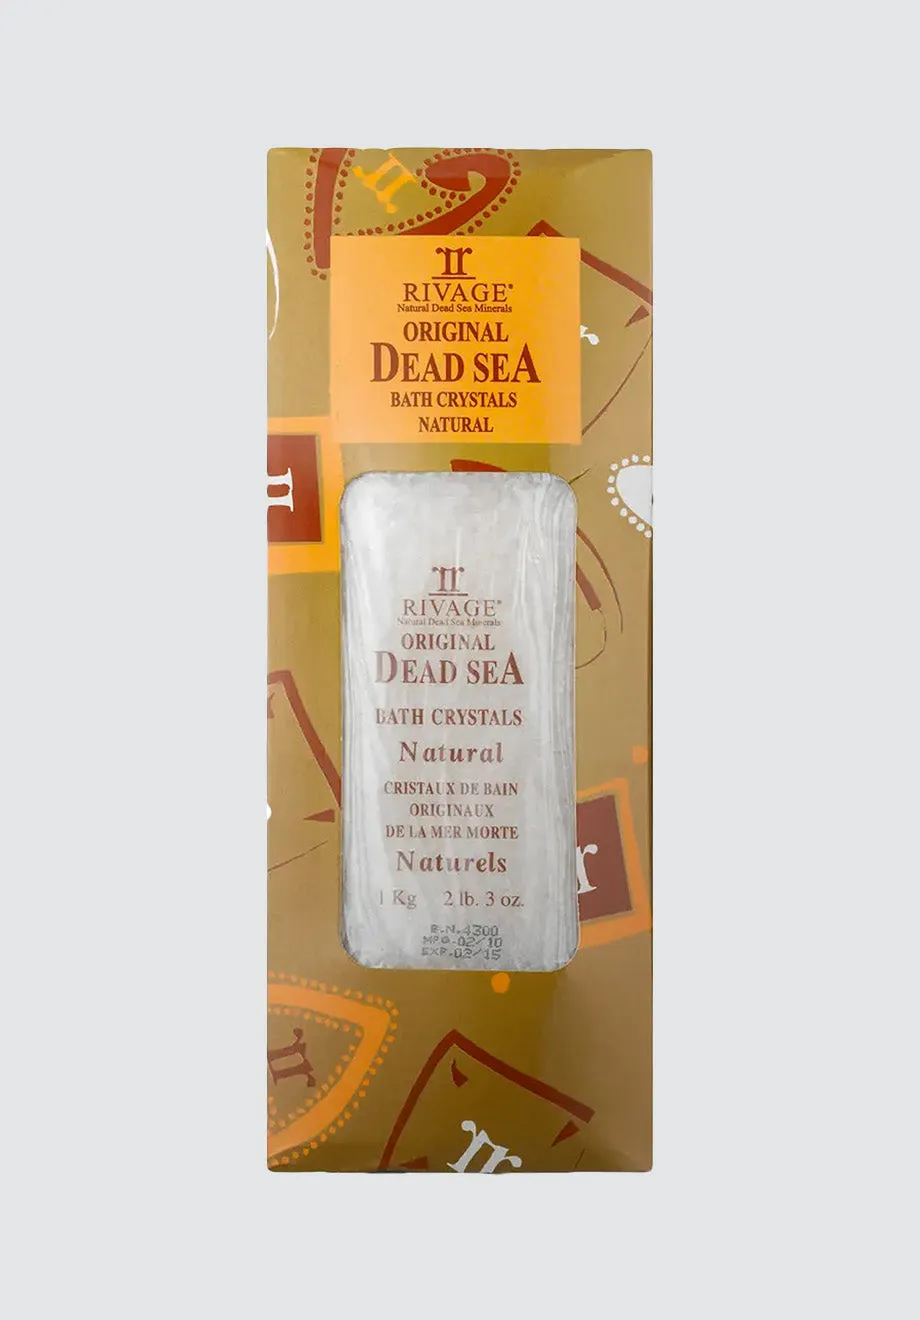 RIVAGE®
Natural Dead Sea Minerals
ORIGINAL
DEAD SEA
BATH CRYSTALS
NATURAL
RIVAGE®
Natural Dead Sea Minerals
ORIGINAL
DEAD SEA
BATH CRYSTALS
Natural
CRISTAUX DE BAIN
ORIGINAUX
DE LA MER MORTE
Naturels
1 Kg 2 lb. 3 oz.
B.N.4300
MFG.02/10
EXP.02/15